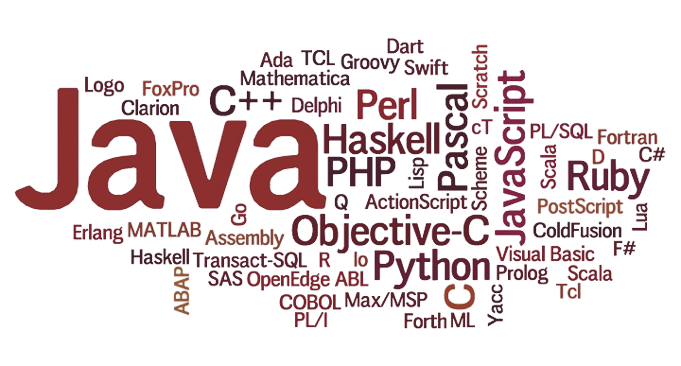 Dart
Ada
TCL
Groovy
Swift
Scratch
Mathematica
Logo
FoxPro
Clarion
C++
Delphi
Perl
Pascal
JavaScript
Java
Haskell
cT
PL/SQL
Fortran
PHP
Lisp
Scheme
Scala
D
C#
Ruby
Q
ActionScript
PostScript
Lua
Go
Erlang
MATLAB
Assembly
Objective-C
ColdFusion
F#
Haskell
Transact-SQL
R
Io
Python
Visual Basic
ABAP
SAS
OpenEdge ABL
Prolog
Scala
C
Yacc
Tcl
COBOL
Max/MSP
PL/I
Forth
ML